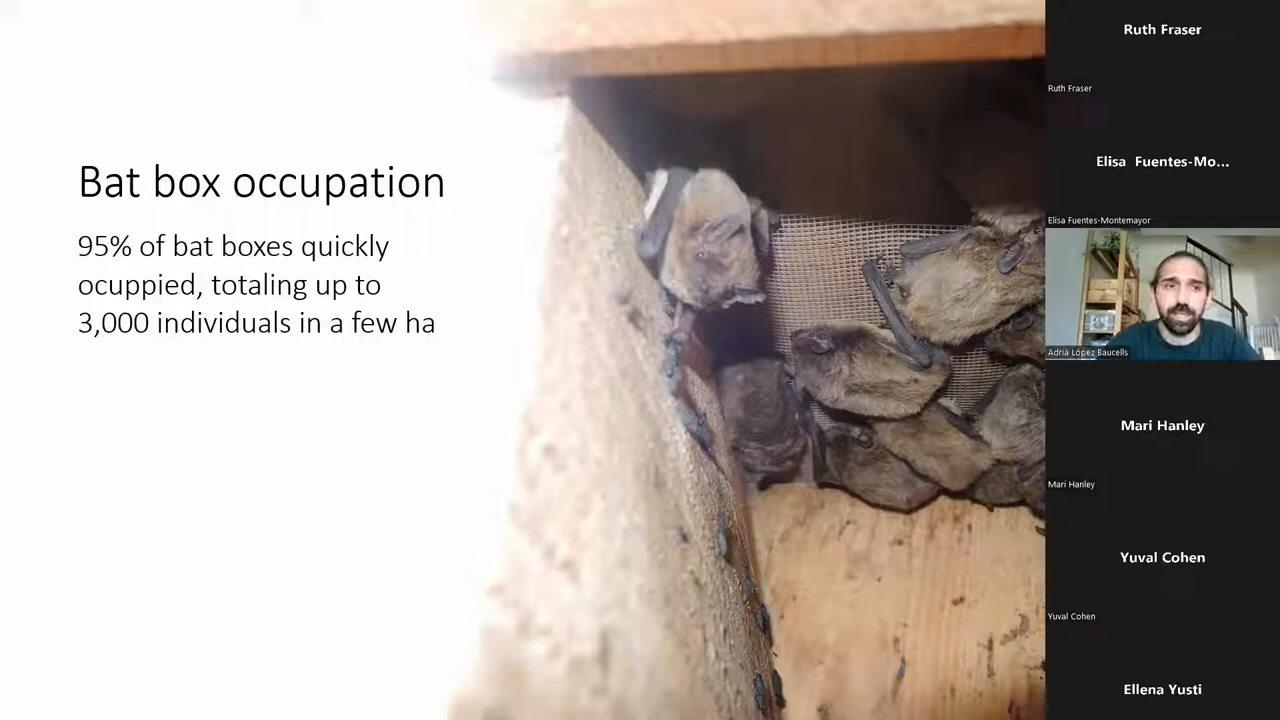 Bat box occupation
95% of bat boxes quickly
ocuppied, totaling up to
3,000 individuals in a few ha
Ruth Fraser
Ruth Fraser
Elisa Fuentes-Mo...
Elisa Fuentes-Montemayor
Adrià López Baucells
Mari Hanley
Mari Hanley
Yuval Cohen
Yuval Cohen
Ellena Yusti